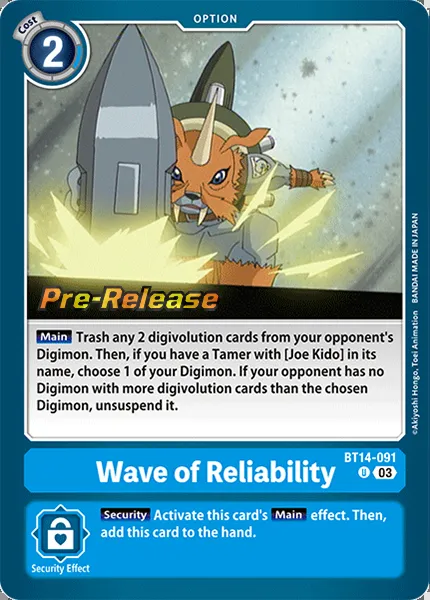 OPTION
Cost
2
Pre-Release
Main Trash any 2 digivolution cards from your opponent's
Digimon. Then, if you have a Tamer with [Joe Kido] in its
name, choose 1 of your Digimon. If your opponent has no
Digimon with more digivolution cards than the chosen
Digimon, unsuspend it.
©Akiyoshi Hongo, Toei Animation BANDAI MADE IN JAPAN
BT14-091
Wave of Reliability U 03
Security Activate this card's Main effect. Then,
add this card to the hand.
Security Effect